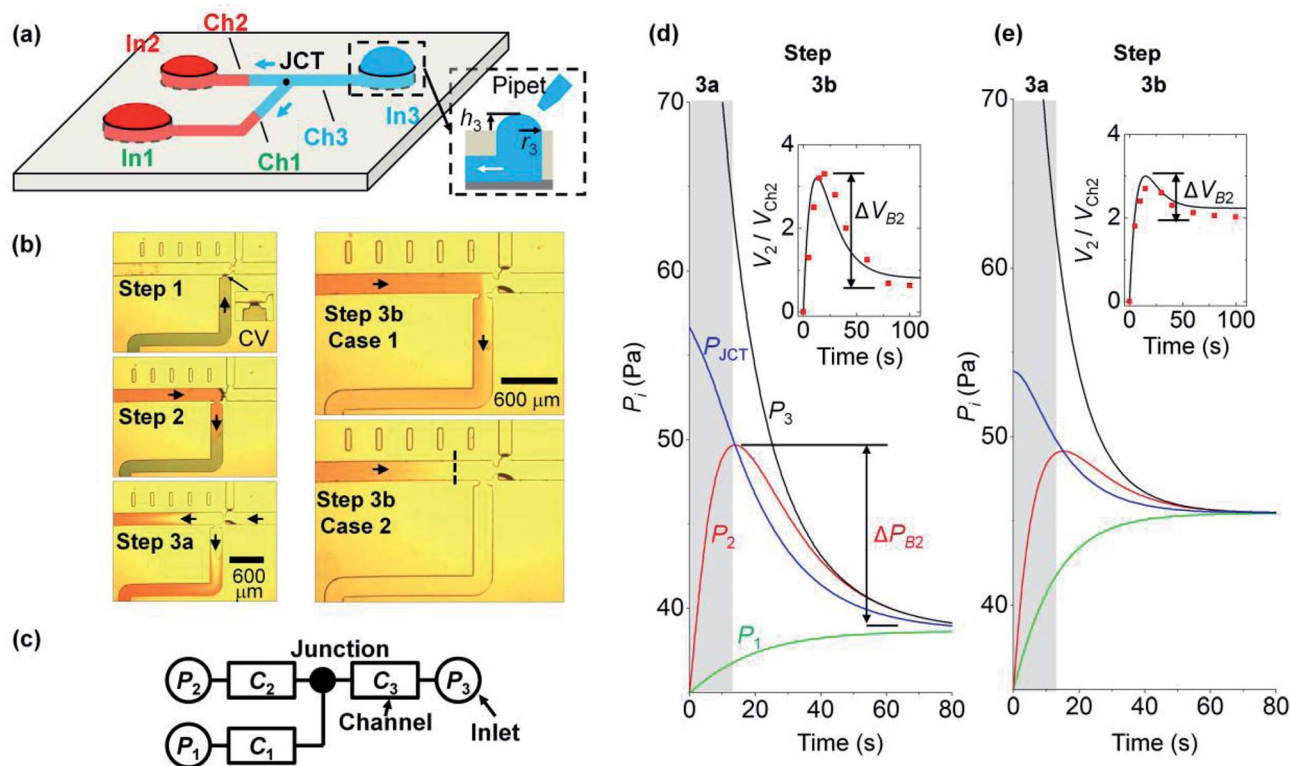 (a)
Ch2
In2
JCT
In3
Ch3
In1
Ch1
Pipet
h3
r3
(b)
Step 1
CV
Step 2
Step 3a
600
μm
Step 3b
Case 1
600 μm
Step 3b
Case 2
(c)
Junction
P2
C2
C3
P3
Channel
Inlet
P1
C1
(d)
Step
3a
3b
70
60
50
40
Pi (Pa)
PJCT
P3
P2
P1
ΔPB2
0
20
40
60
80
Time (s)
4
2
0
V2 / VCh2
ΔVB2
0
50
100
Time (s)
(e)
Step
3a
3b
70
60
50
40
Pi (Pa)
0
20
40
60
80
Time (s)
4
2
0
V2 / VCh2
ΔVB2
0
50
100
Time (s)